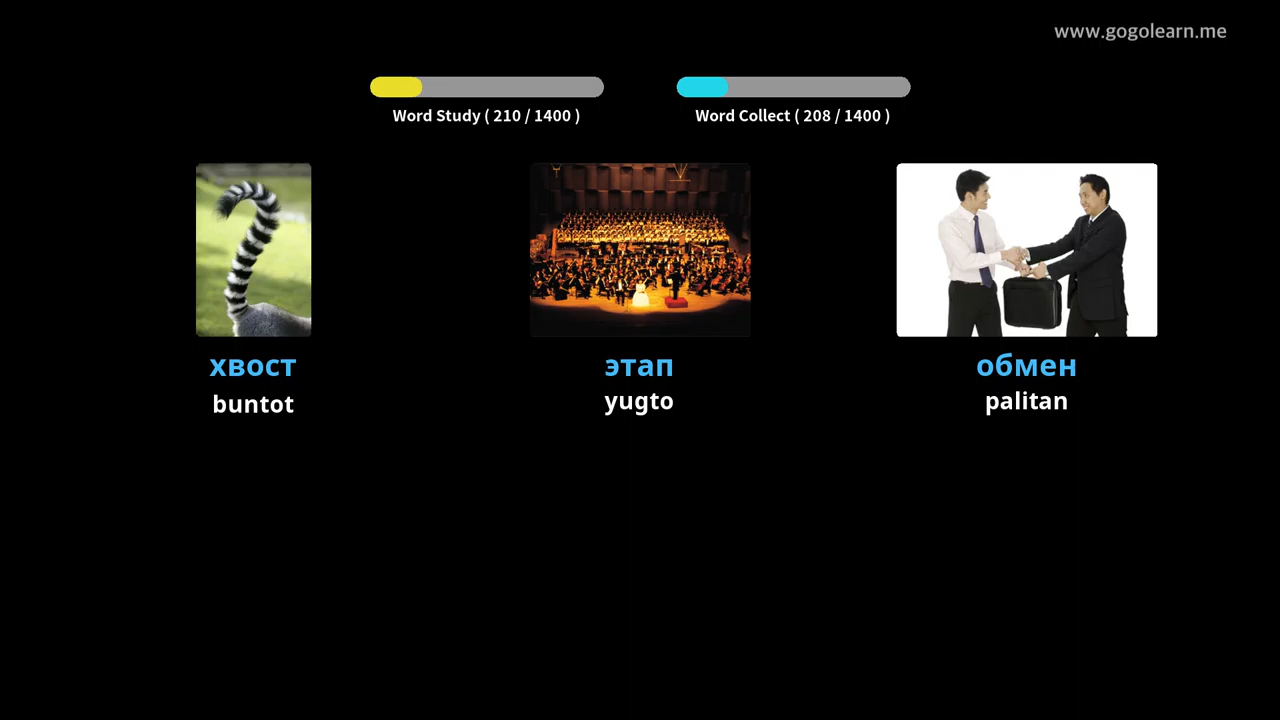 www.gogolearn.me
Word Study ( 210 / 1400 )
Word Collect ( 208 / 1400 )
хвост
buntot
этап
yugto
обмен
palitan